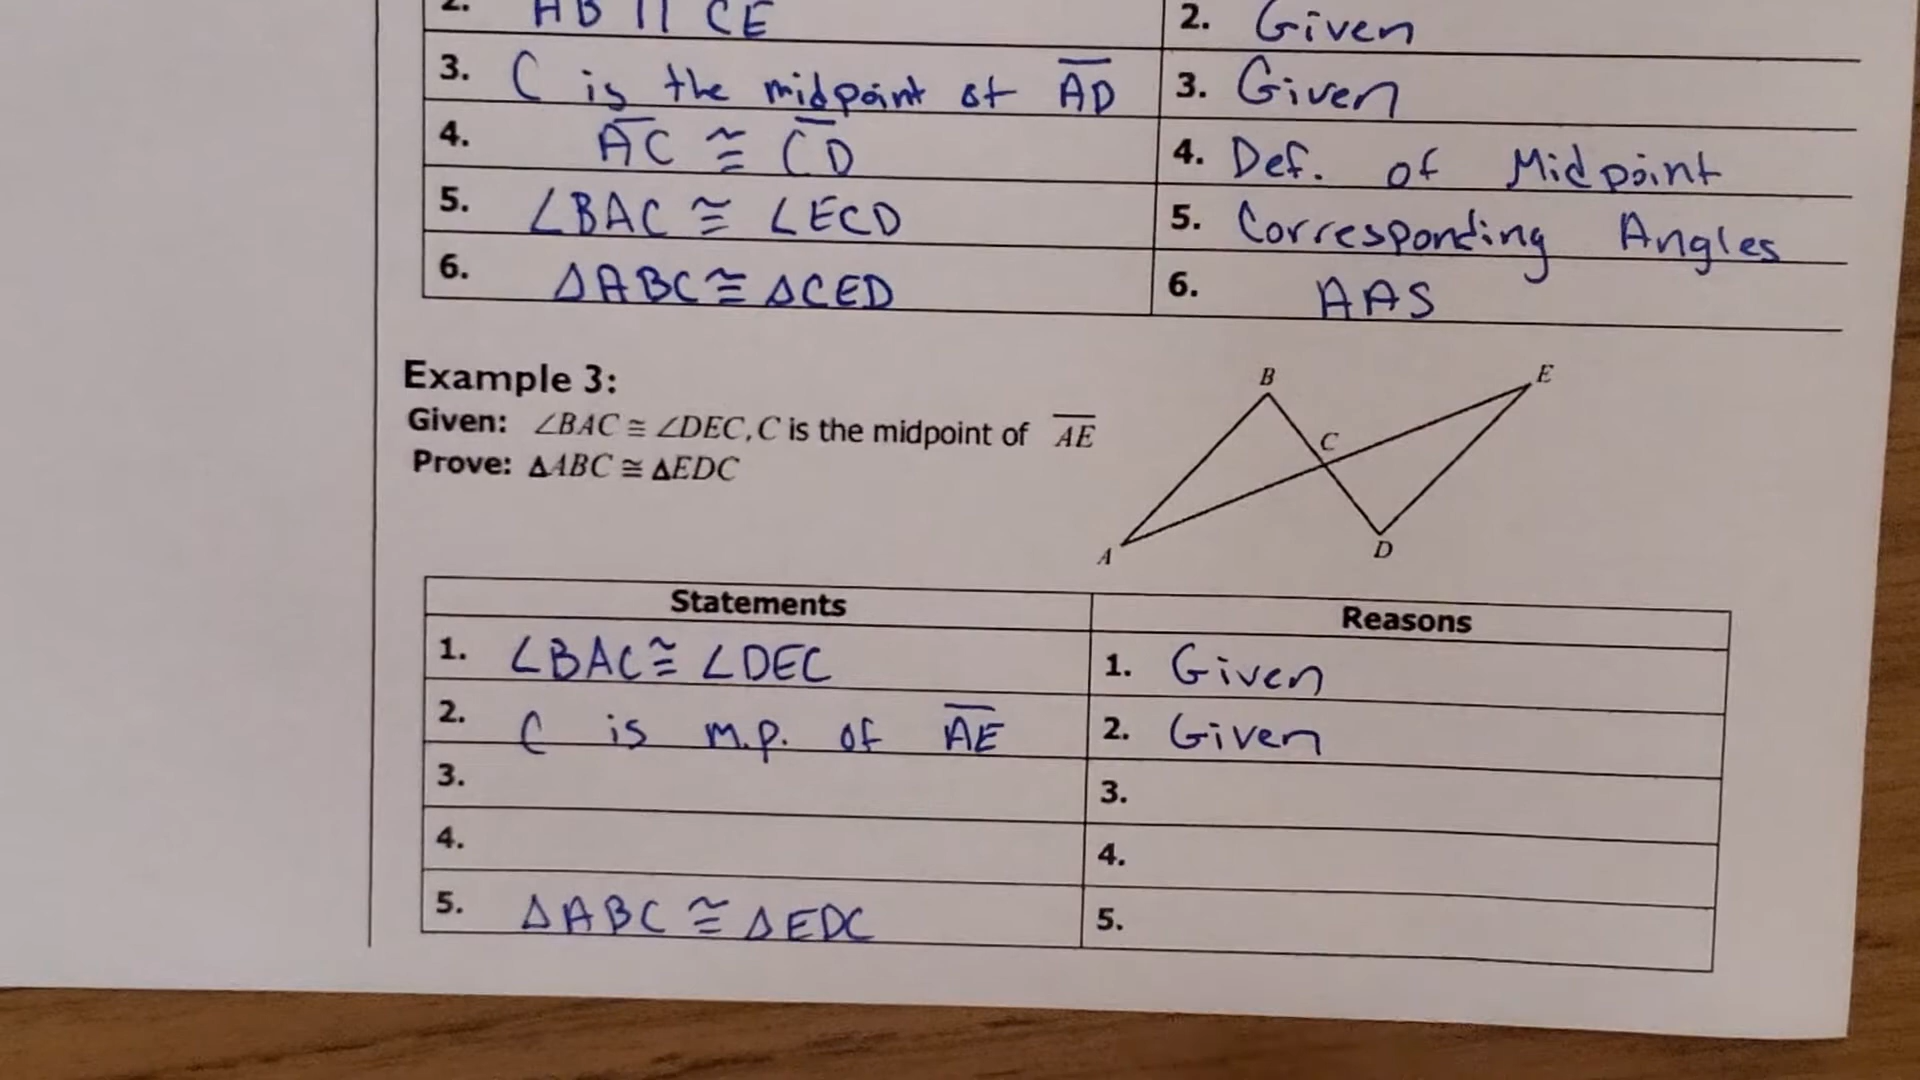 2. AB || CE 2. Given
3. C is the midpoint of AD 3. Given
4. AC ≅ CD 4. Def. of Midpoint
5. ∠BAC ≅ ∠ECD 5. Corresponding Angles
6. ΔABC ≅ ΔCED 6. AAS
Example 3:
Given: ∠BAC ≅ ∠DEC, C is the midpoint of AE
Prove: ΔABC ≅ ΔEDC
B
E
C
A
D
Statements Reasons
1. ∠BAC ≅ ∠DEC 1. Given
2. C is m.p. of AE 2. Given
3. 3.
4. 4.
5. ΔABC ≅ ΔEDC 5.